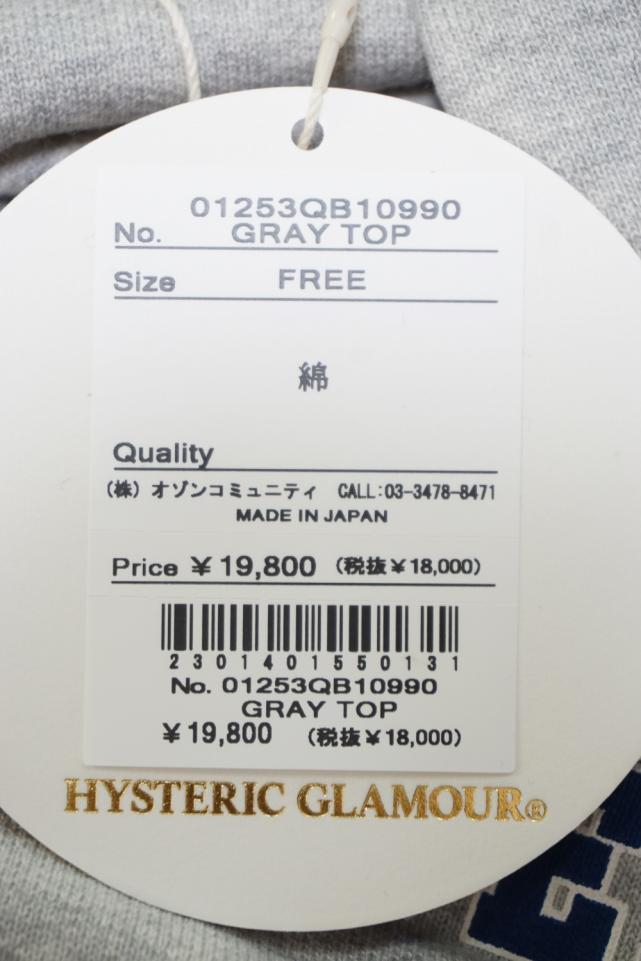 01253QB10990
No. GRAY TOP
Size FREE
綿
Quality
(株) オゾンコミュニティ CALL:03-3478-8471
MADE IN JAPAN
Price ¥19,800 (税抜¥18,000)
2301401550131
No. 01253QB10990
GRAY TOP
¥19,800 (税抜¥18,000)
HYSTERIC GLAMOUR®